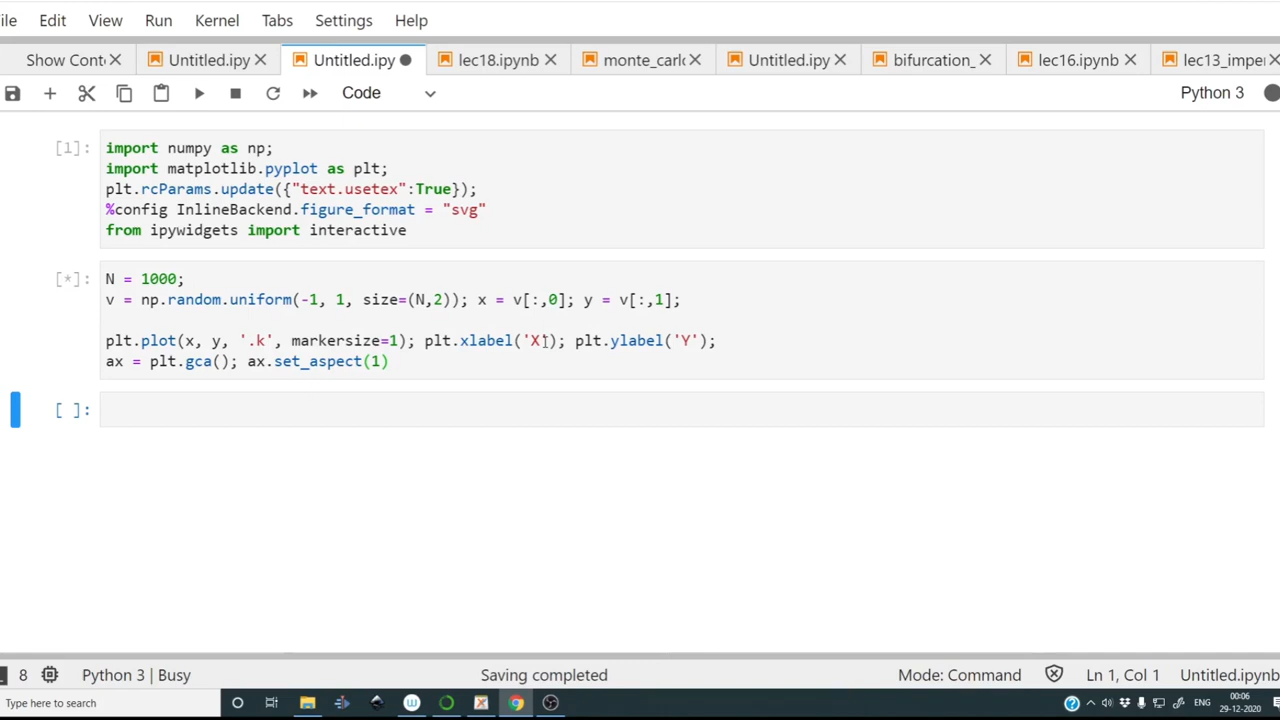 ile Edit View Run Kernel Tabs Settings Help
Show Cont Untitled.ipy Untitled.ipy lec18.ipynb monte_carlo Untitled.ipy bifurcation_ lec16.ipynb lec13_imper
Code Python 3
[1]: import numpy as np;
import matplotlib.pyplot as plt;
plt.rcParams.update({"text.usetex":True});
%config InlineBackend.figure_format = "svg"
from ipywidgets import interactive
[*]: N = 1000;
v = np.random.uniform(-1, 1, size=(N,2)); x = v[:,0]; y = v[:,1];
plt.plot(x, y, '.k', markersize=1); plt.xlabel('X'); plt.ylabel('Y');
ax = plt.gca(); ax.set_aspect(1)
[ ]:
8 Python 3 | Busy Saving completed Mode: Command Ln 1, Col 1 Untitled.ipynb
Type here to search ENG 00:06
29-12-2020